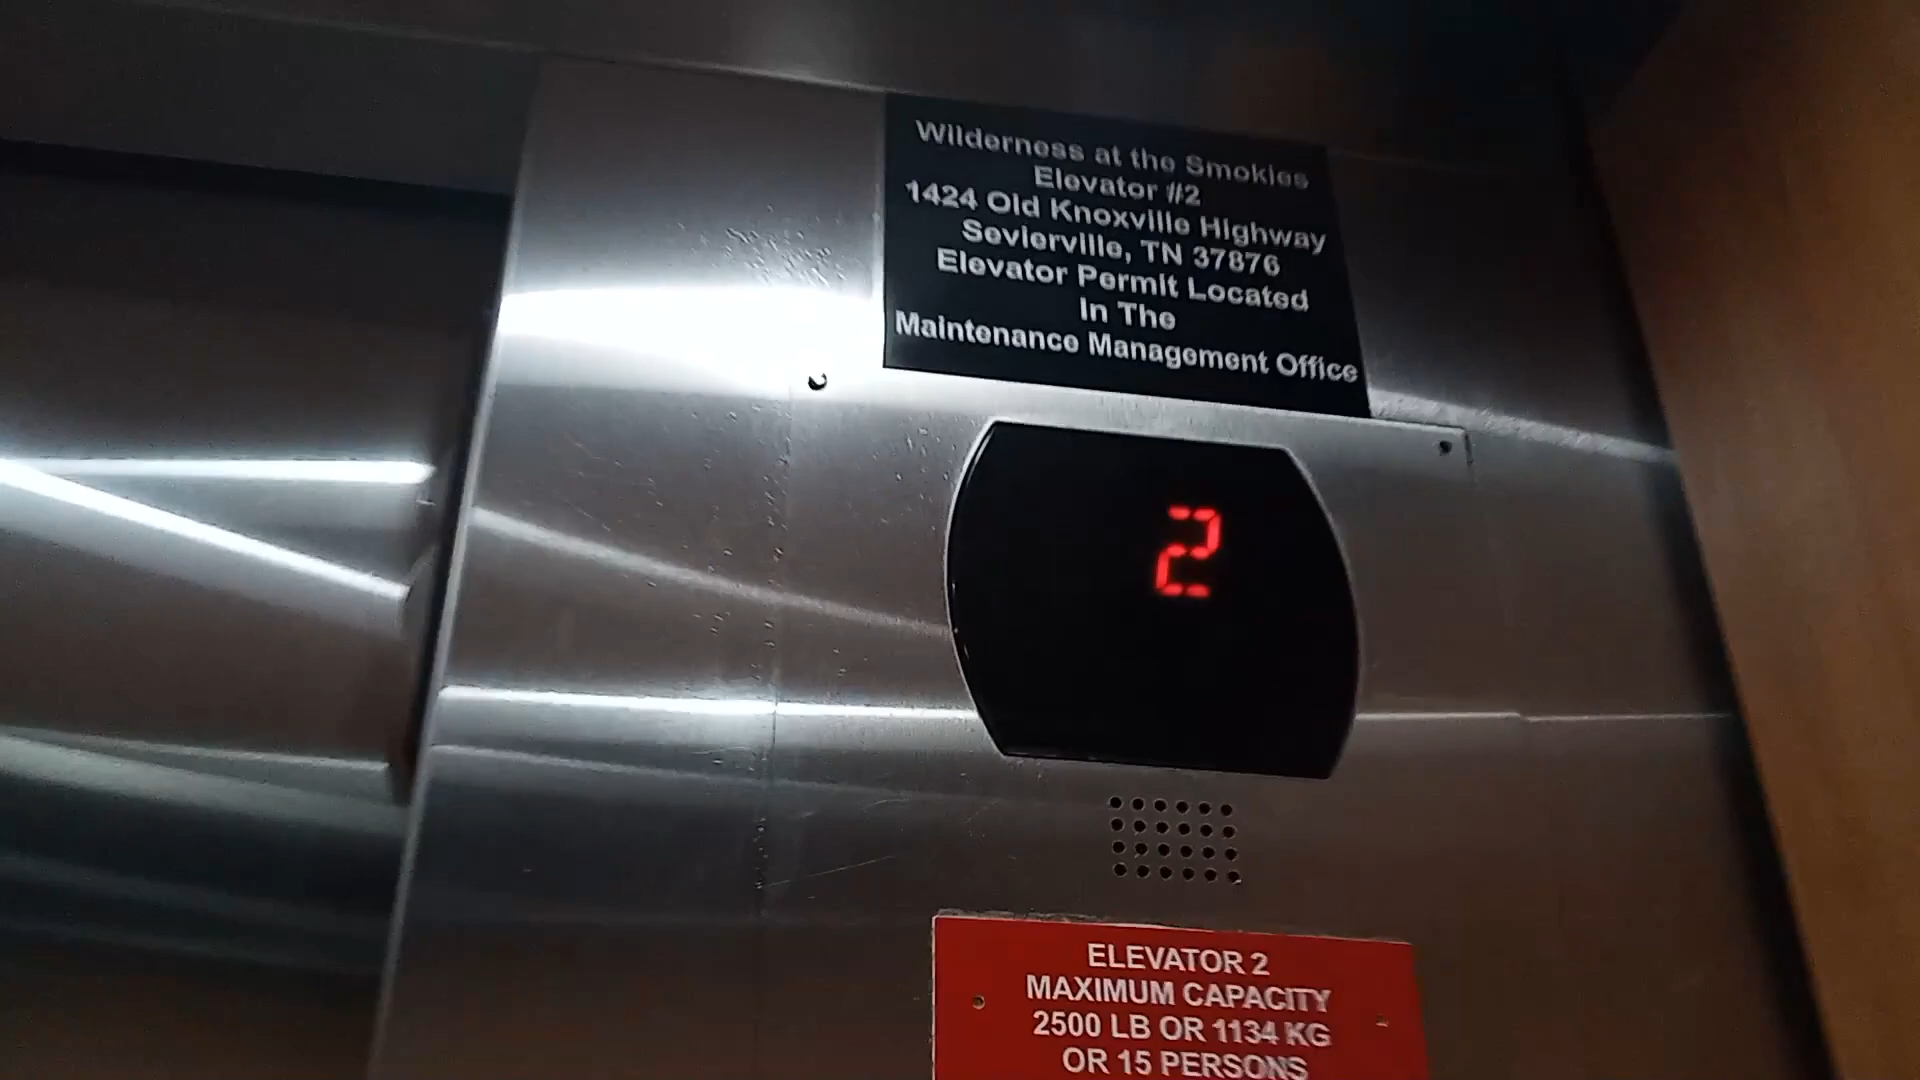 Wilderness at the Smokies
Elevator #2
1424 Old Knoxville Highway
Sevierville, TN 37876
Elevator Permit Located
In The
Maintenance Management Office
2
ELEVATOR 2
MAXIMUM CAPACITY
2500 LB OR 1134 KG
OR 15 PERSONS